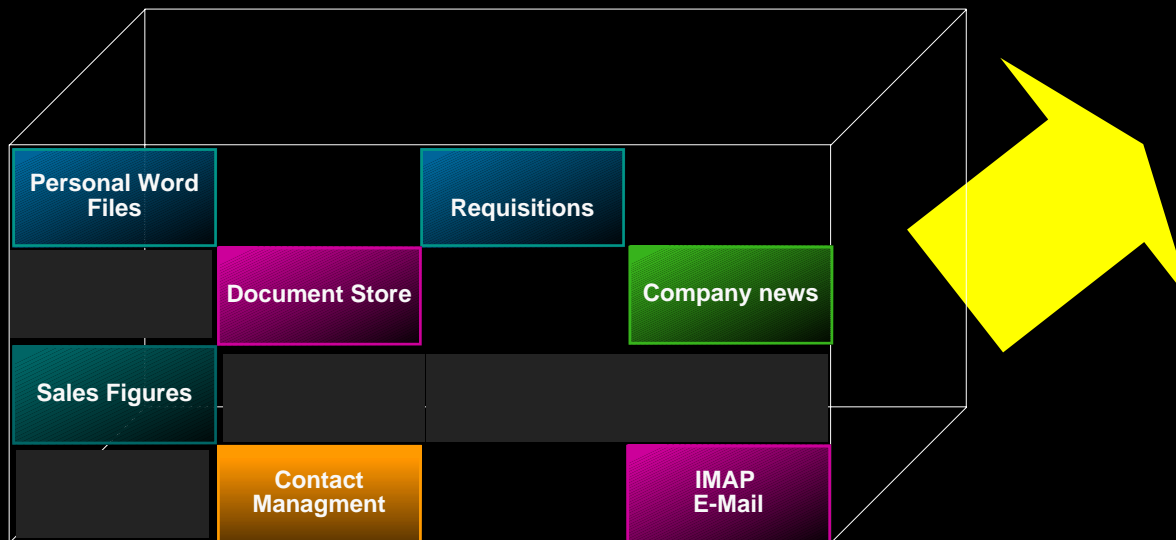 Personal Word
Files
Requisitions
Document Store
Company news
Sales Figures
Contact
Managment
IMAP
E-Mail